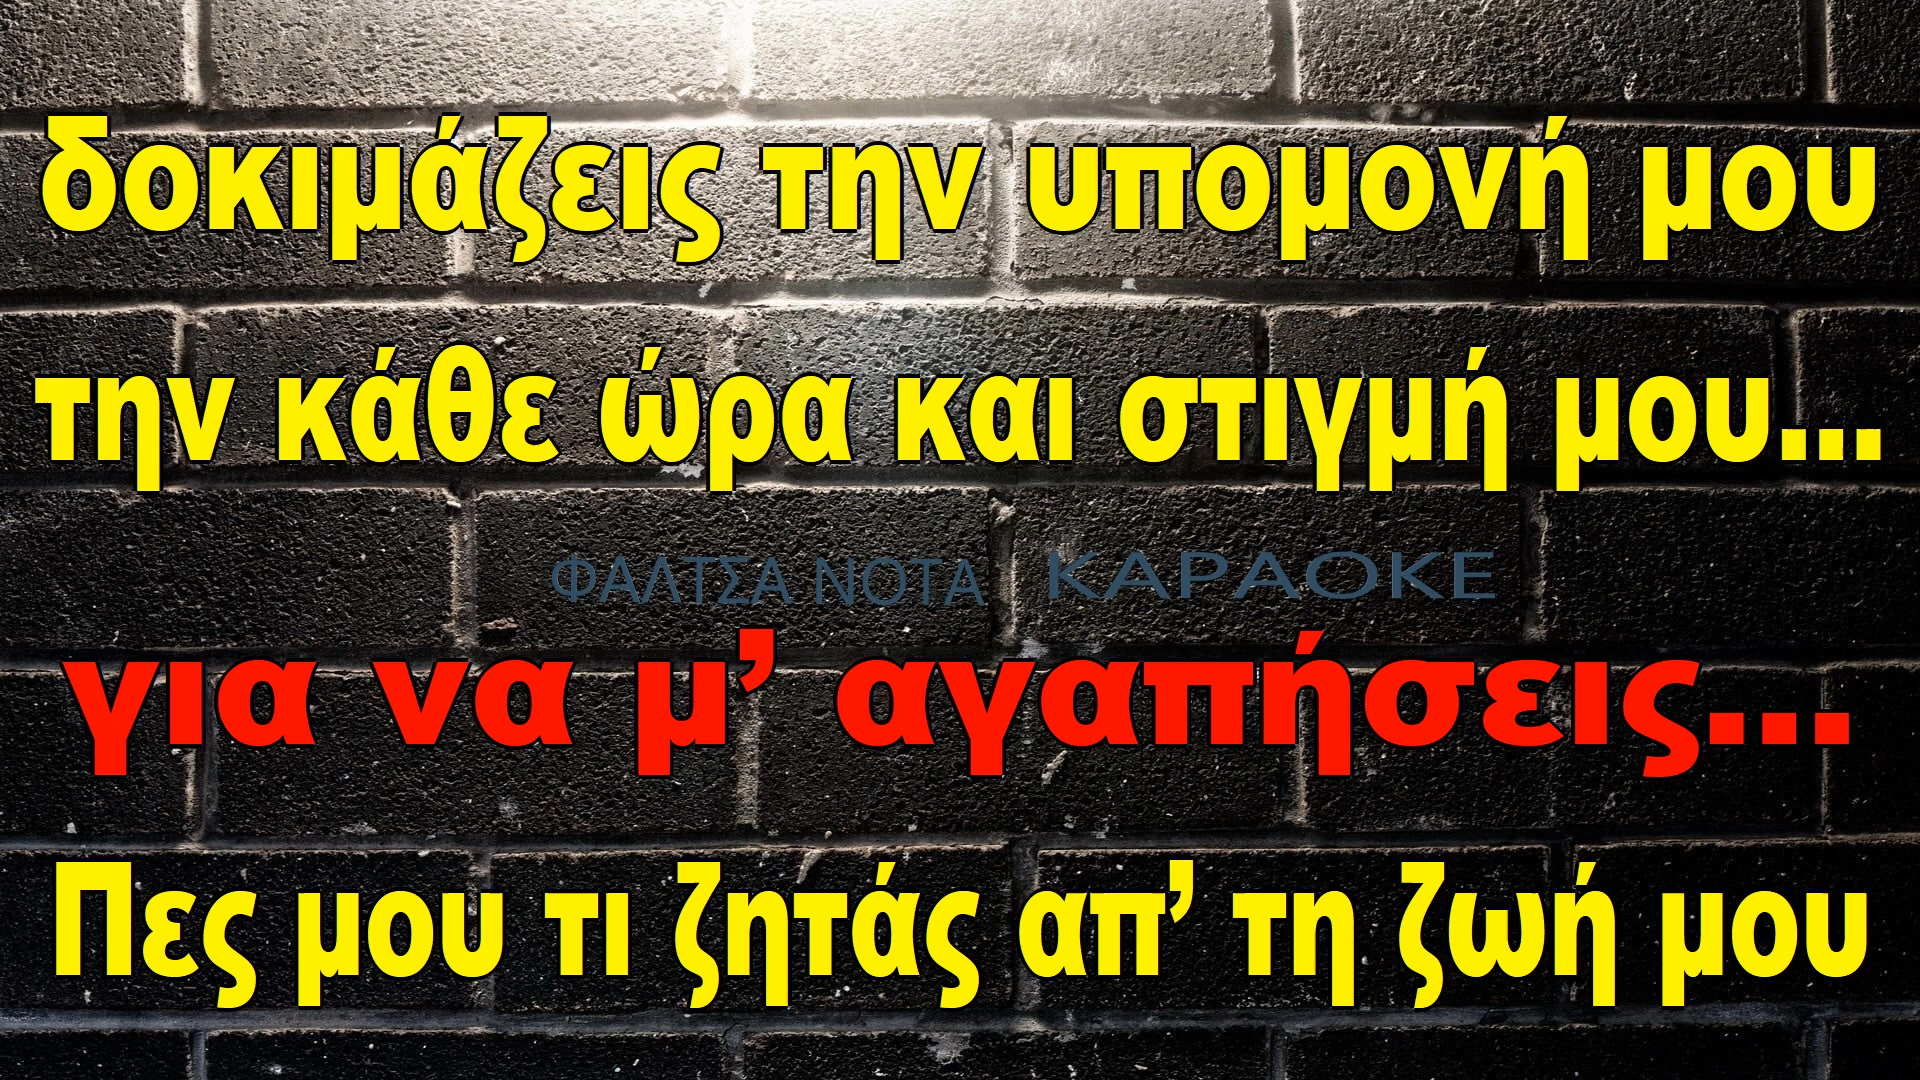 δοκιμάζεις την υπομονή μου
την κάθε ώρα και στιγμή μου...
ΦΑΛΤΣΑ ΝΟΤΑ ΚΑΡΑΟΚΕ
για να μ’ αγαπήσεις...
Πες μου τι ζητάς απ’ τη ζωή μου